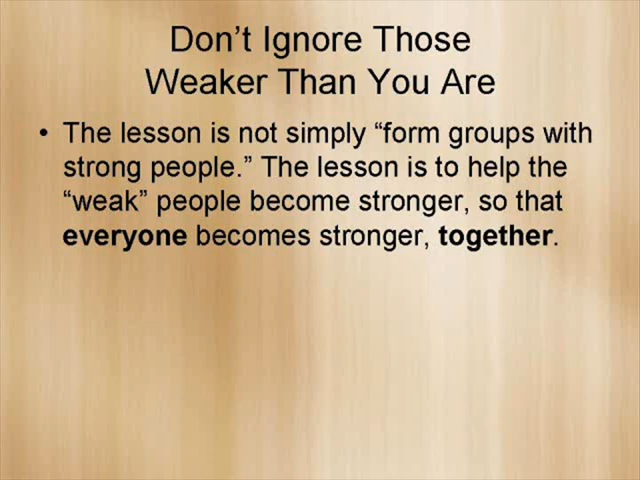 Don’t Ignore Those
Weaker Than You Are
• The lesson is not simply “form groups with
strong people.” The lesson is to help the
“weak” people become stronger, so that
everyone becomes stronger, together.